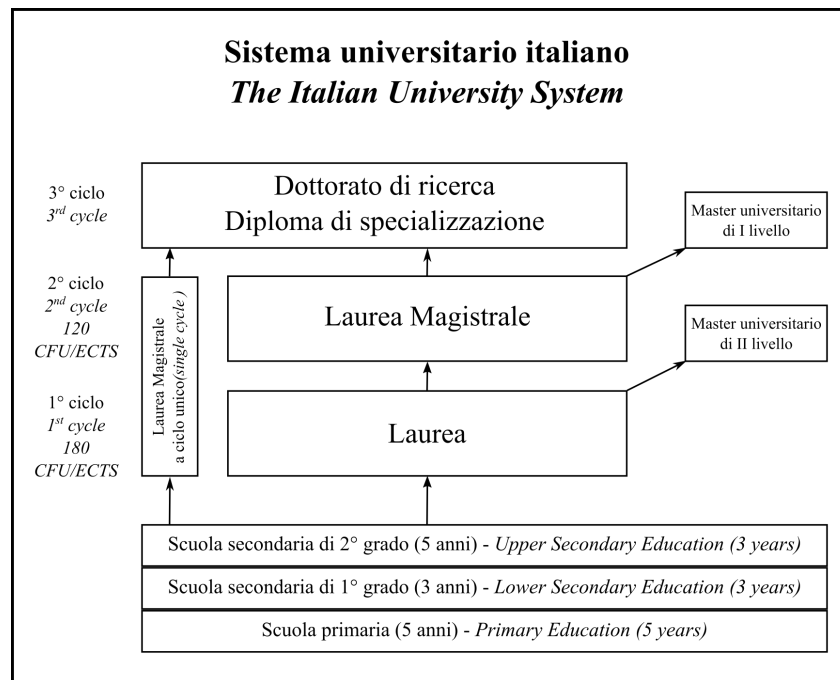 Sistema universitario italiano
The Italian University System
3° ciclo
3rd cycle
Dottorato di ricerca
Diploma di specializzazione
Master universitario
di I livello
2° ciclo
2nd cycle
120
CFU/ECTS
Laurea Magistrale
a ciclo unico(single cycle )
Laurea Magistrale
Master universitario
di II livello
1° ciclo
1st cycle
180
CFU/ECTS
Laurea
Scuola secondaria di 2° grado (5 anni) - Upper Secondary Education (3 years)
Scuola secondaria di 1° grado (3 anni) - Lower Secondary Education (3 years)
Scuola primaria (5 anni) - Primary Education (5 years)